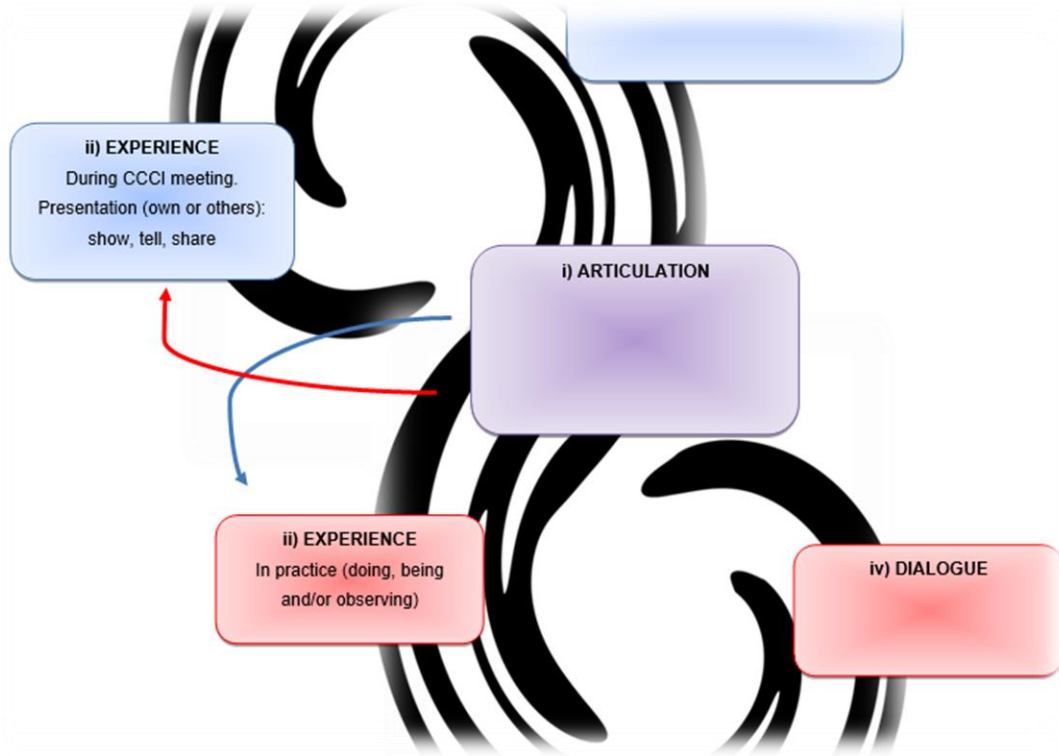 ii) EXPERIENCE
During CCCI meeting.
Presentation (own or others):
show, tell, share
i) ARTICULATION
ii) EXPERIENCE
In practice (doing, being
and/or observing)
iv) DIALOGUE